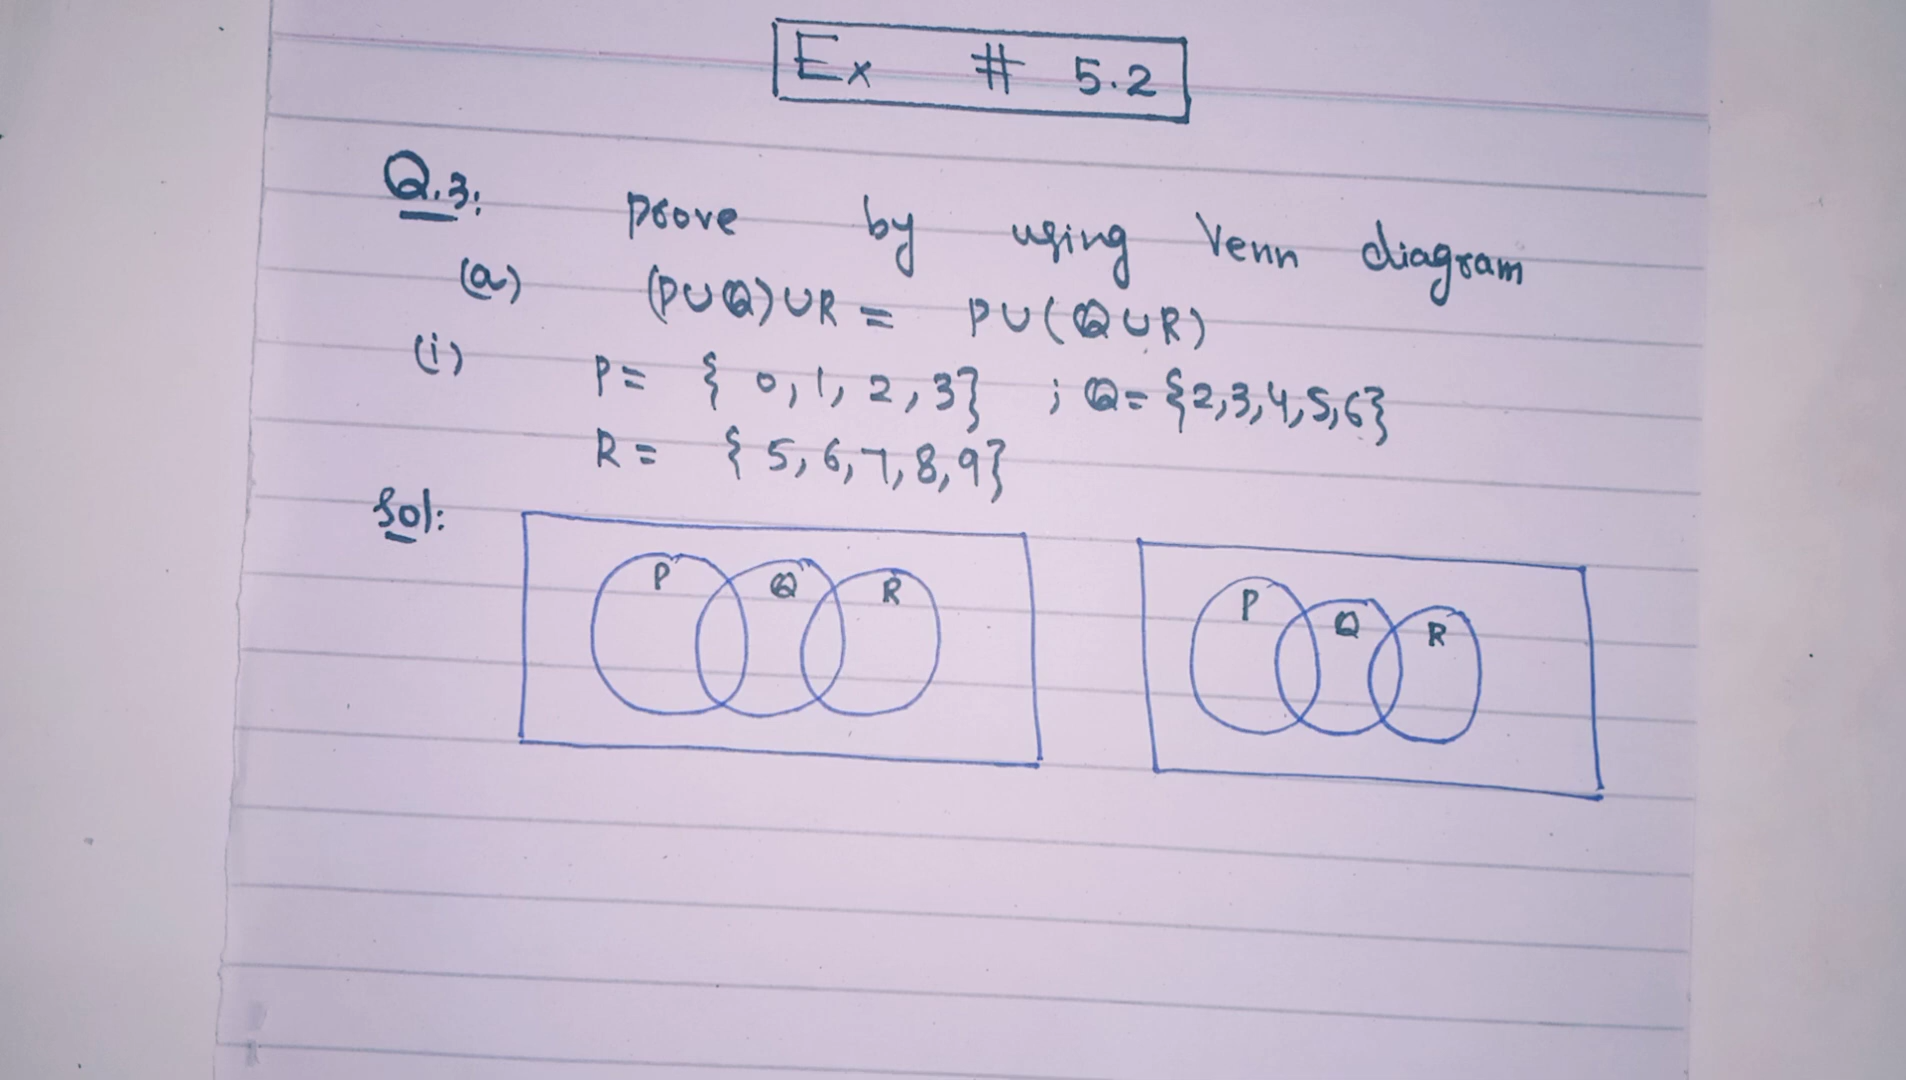 Ex # 5.2
Q.3: prove by using Venn diagram
(a) (P∪Q)∪R = P∪(Q∪R)
(i) P = { 0, 1, 2, 3} ; Q = {2,3,4,5,6}
R = { 5, 6, 7, 8, 9}
Sol:
P Q R
P Q R